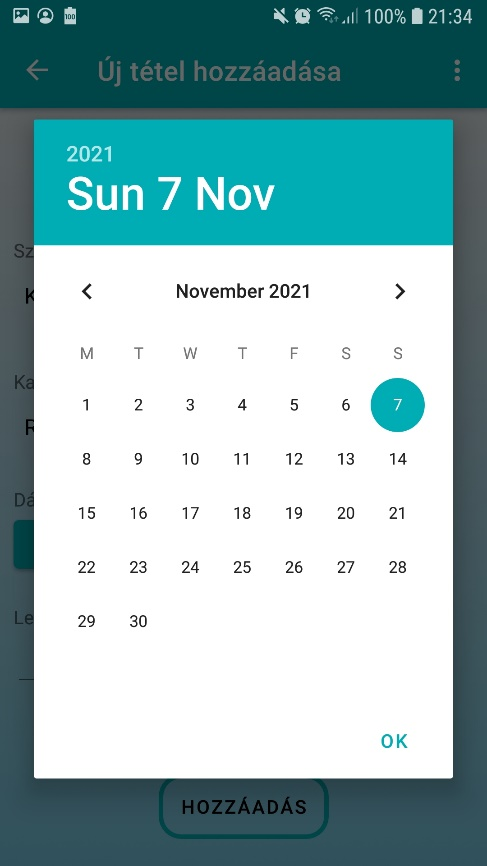 100% 21:34
Új tétel hozzáadása
2021
Sun 7 Nov
Sz
K
November 2021
M T W T F S S
Ka
1 2 3 4 5 6 7
R
8 9 10 11 12 13 14
Dá
15 16 17 18 19 20 21
22 23 24 25 26 27 28
Le
29 30
OK
HOZZÁADÁS